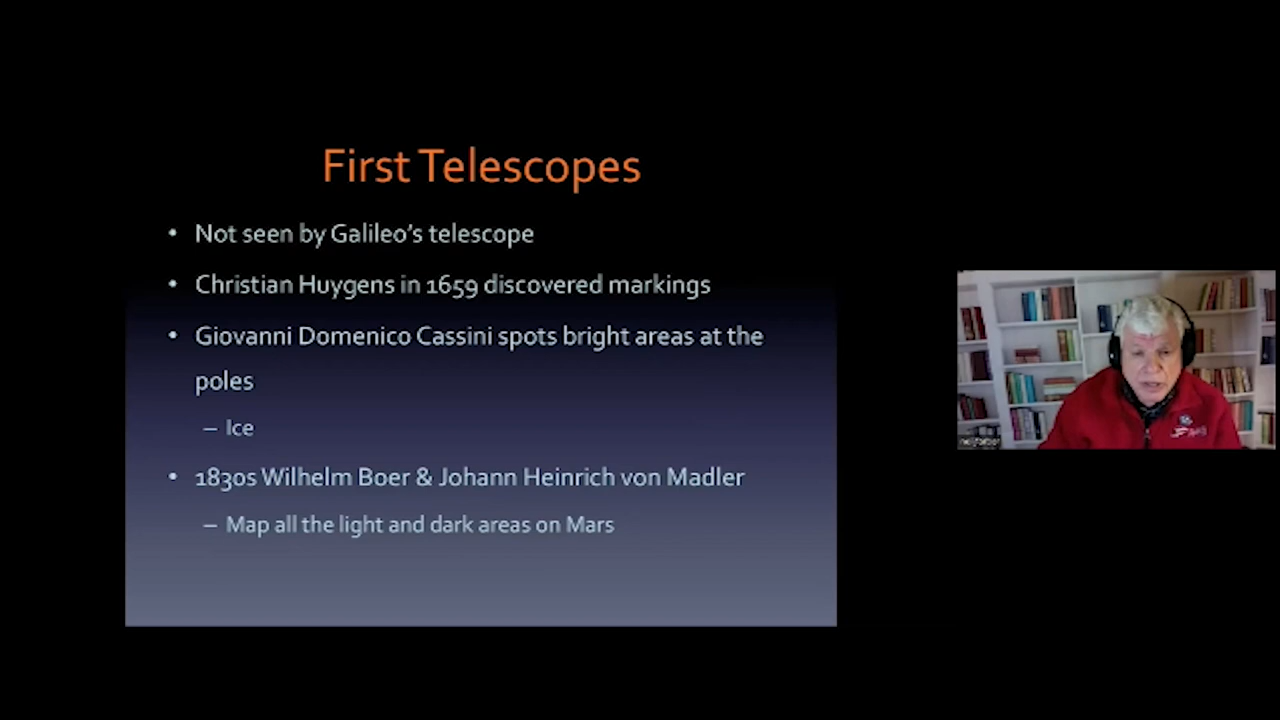 First Telescopes
• Not seen by Galileo's telescope
• Christian Huygens in 1659 discovered markings
• Giovanni Domenico Cassini spots bright areas at the
poles
– Ice
• 1830s Wilhelm Boer & Johann Heinrich von Madler
– Map all the light and dark areas on Mars